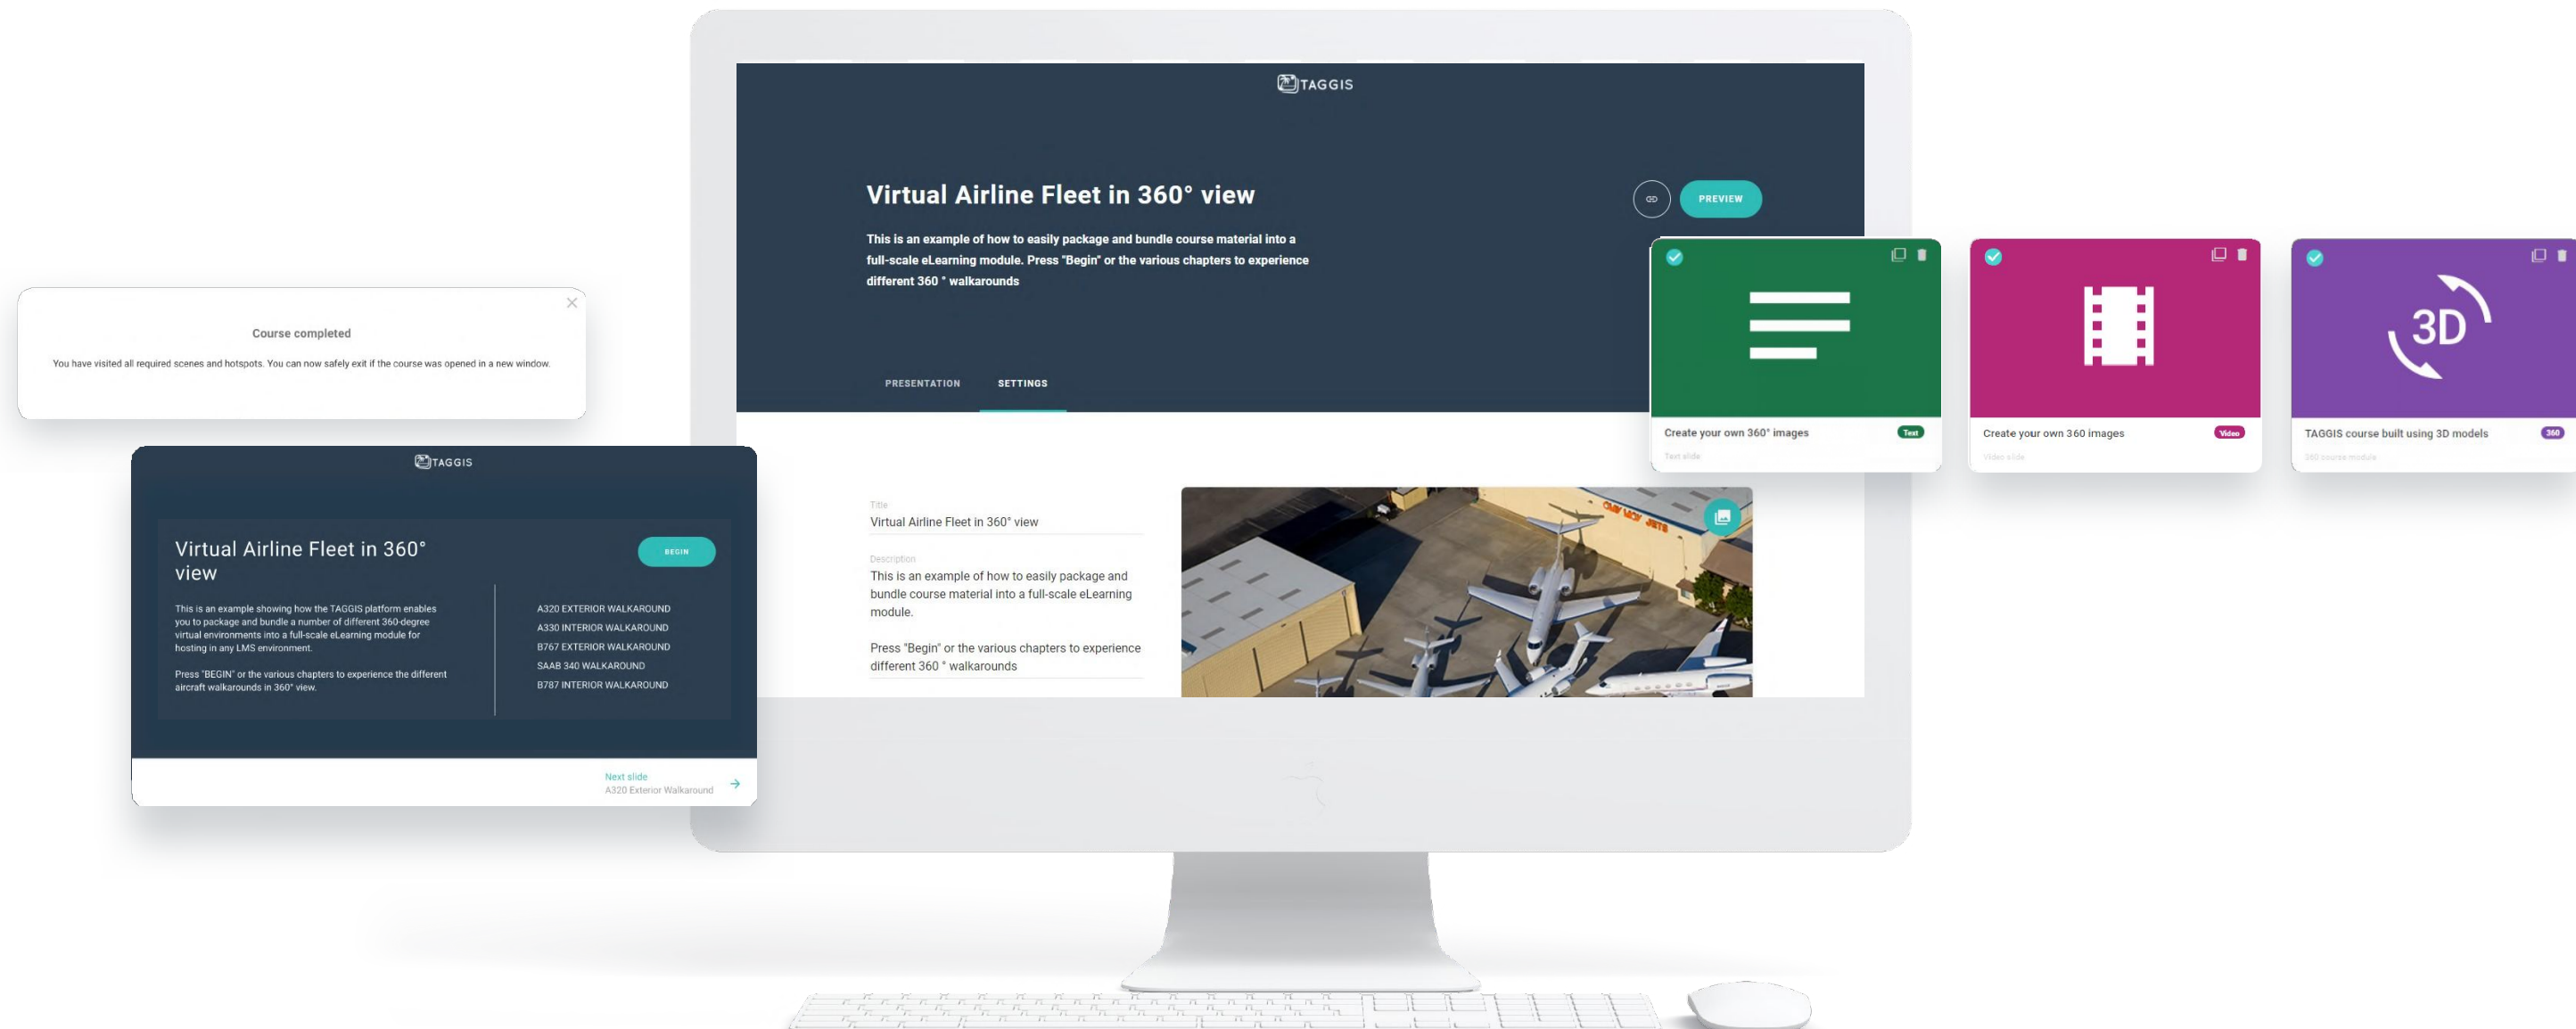 TAGGIS
Virtual Airline Fleet in 360° view
PREVIEW
This is an example of how to easily package and bundle course material into a
full-scale eLearning module. Press "Begin" or the various chapters to experience
different 360 ° walkarounds
PRESENTATION
SETTINGS
Title
Virtual Airline Fleet in 360° view
Description
This is an example of how to easily package and
bundle course material into a full-scale eLearning
module.
Press "Begin" or the various chapters to experience
different 360 ° walkarounds
Course completed
You have visited all required scenes and hotspots. You can now safely exit if the course was opened in a new window.
TAGGIS
Virtual Airline Fleet in 360°
view
BEGIN
This is an example showing how the TAGGIS platform enables
you to package and bundle a number of different 360-degree
virtual environments into a full-scale eLearning module for
hosting in any LMS environment.
Press "BEGIN" or the various chapters to experience the different
aircraft walkarounds in 360° view.
A320 EXTERIOR WALKAROUND
A330 INTERIOR WALKAROUND
B767 EXTERIOR WALKAROUND
SAAB 340 WALKAROUND
B787 INTERIOR WALKAROUND
Next slide
A320 Exterior Walkaround
Create your own 360° images
Text
Text slide
Create your own 360 images
Video
Video slide
3D
TAGGIS course built using 3D models
360
360 course module
JETS